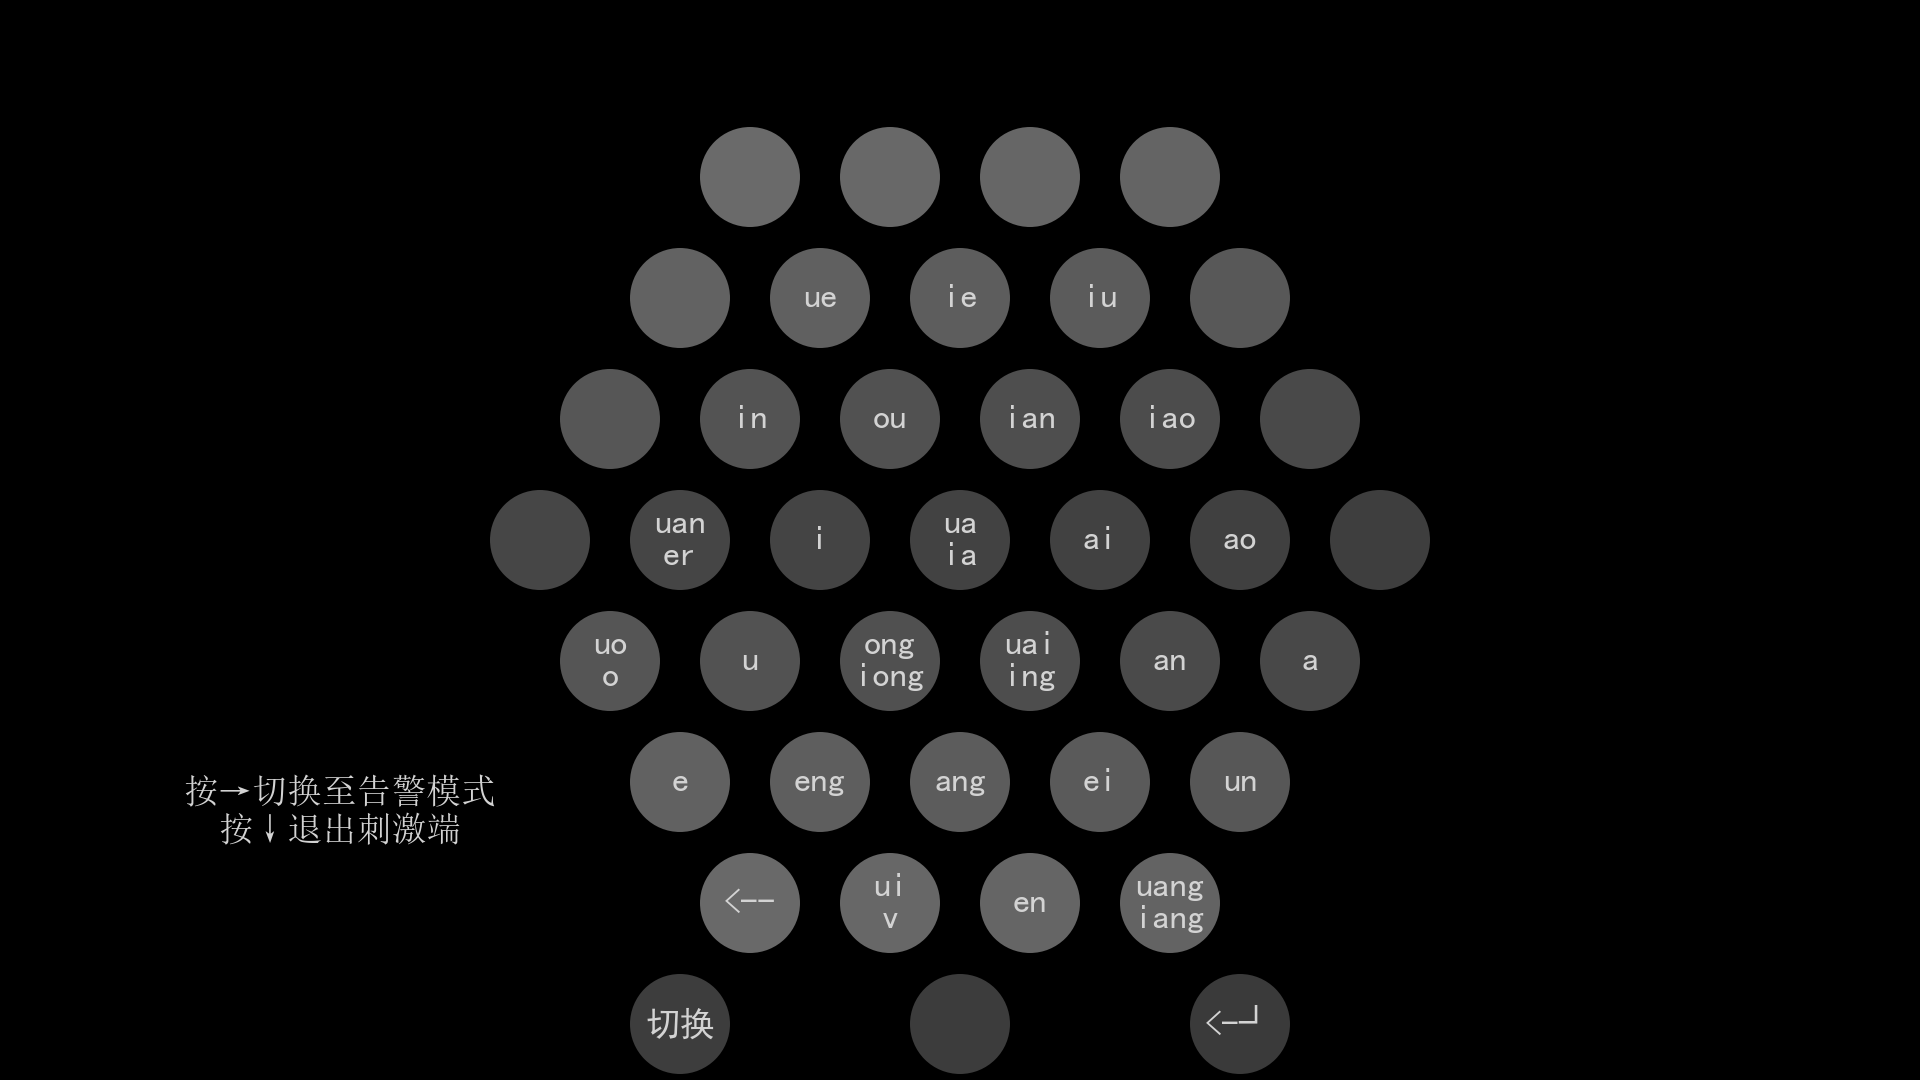 ue
ie
iu
in
ou
ian
iao
uan
er
i
ua
ia
ai
ao
uo
o
u
ong
iong
uai
ing
an
a
e
eng
ang
ei
un
按→切换至告警模式
按↓退出刺激端
<--
ui
v
en
uang
iang
切换
<-┘